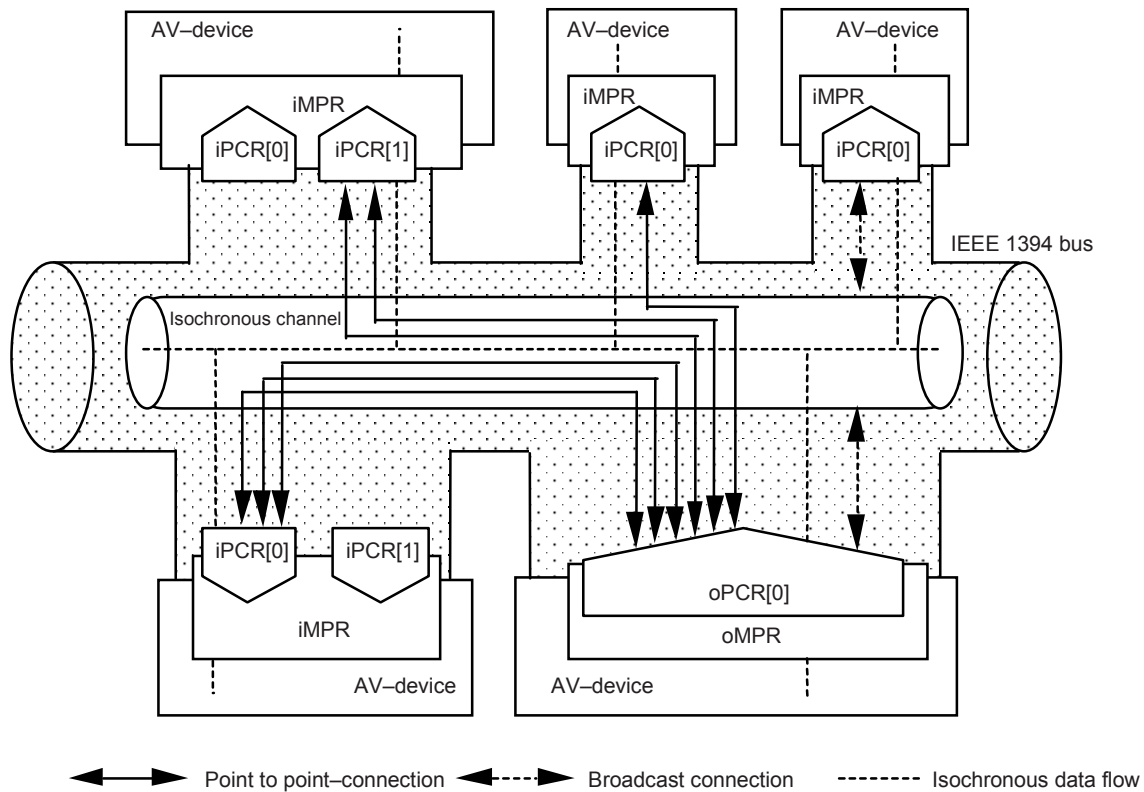 AV–device
AV–device
AV–device
iMPR
iMPR
iMPR
iPCR[0]
iPCR[1]
iPCR[0]
iPCR[0]
IEEE 1394 bus
Isochronous channel
iPCR[0]
iPCR[1]
oPCR[0]
iMPR
oMPR
AV–device
AV–device
Point to point–connection
Broadcast connection
Isochronous data flow